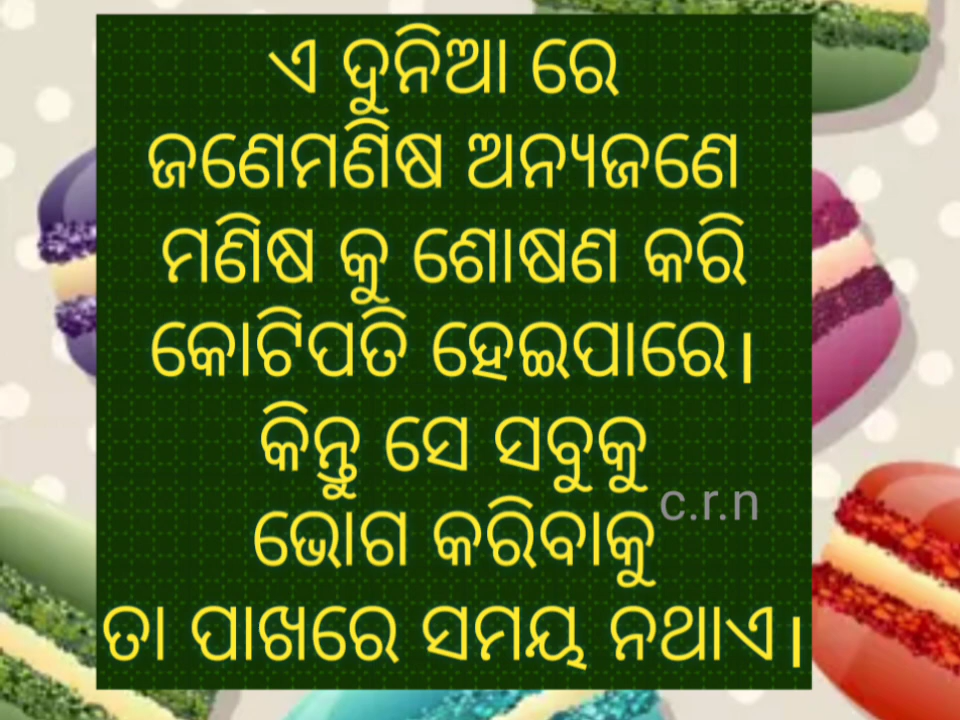 ଏ ଦୁନିଆ ରେ
ଜଣେମଣିଷ ଅନ୍ୟଜଣେ
ମଣିଷ କୁ ଶୋଷଣ କରି
କୋଟିପତି ହେଇପାରେ।
କିନ୍ତୁ ସେ ସବୁକୁ
c.r.n
ଭୋଗ କରିବାକୁ
ତା ପାଖରେ ସମୟ ନଥାଏ।